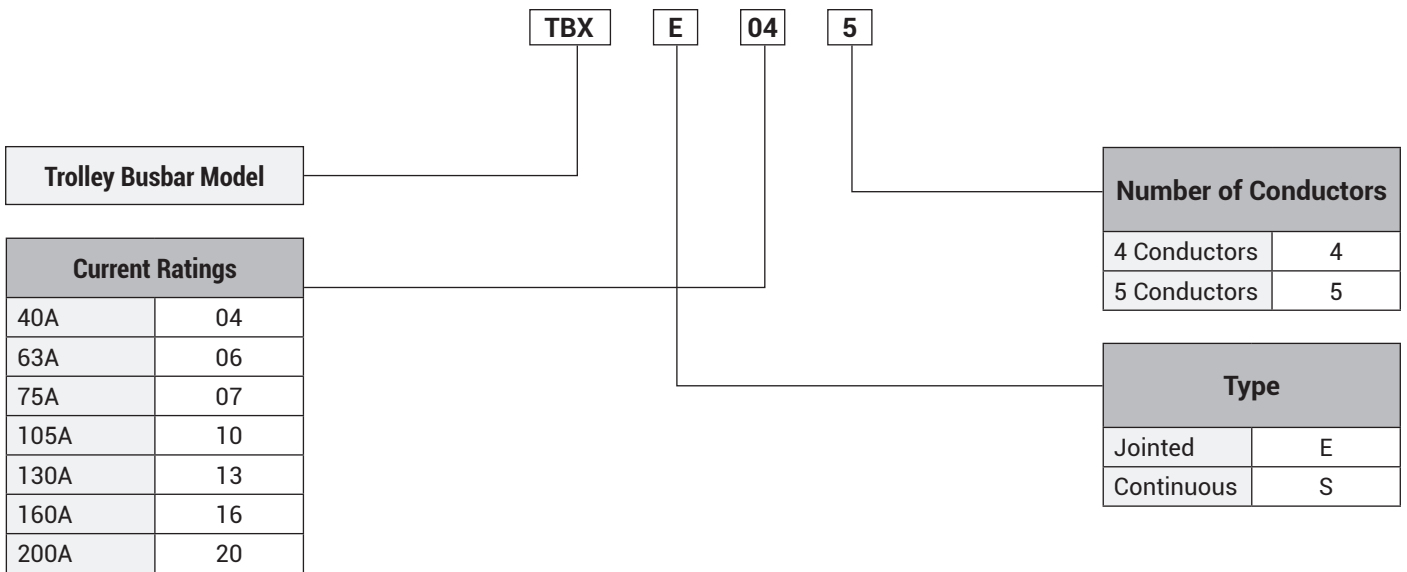 TBX E 04 5
Trolley Busbar Model
Current Ratings
40A 04
63A 06
75A 07
105A 10
130A 13
160A 16
200A 20
Number of Conductors
4 Conductors 4
5 Conductors 5
Type
Jointed E
Continuous S